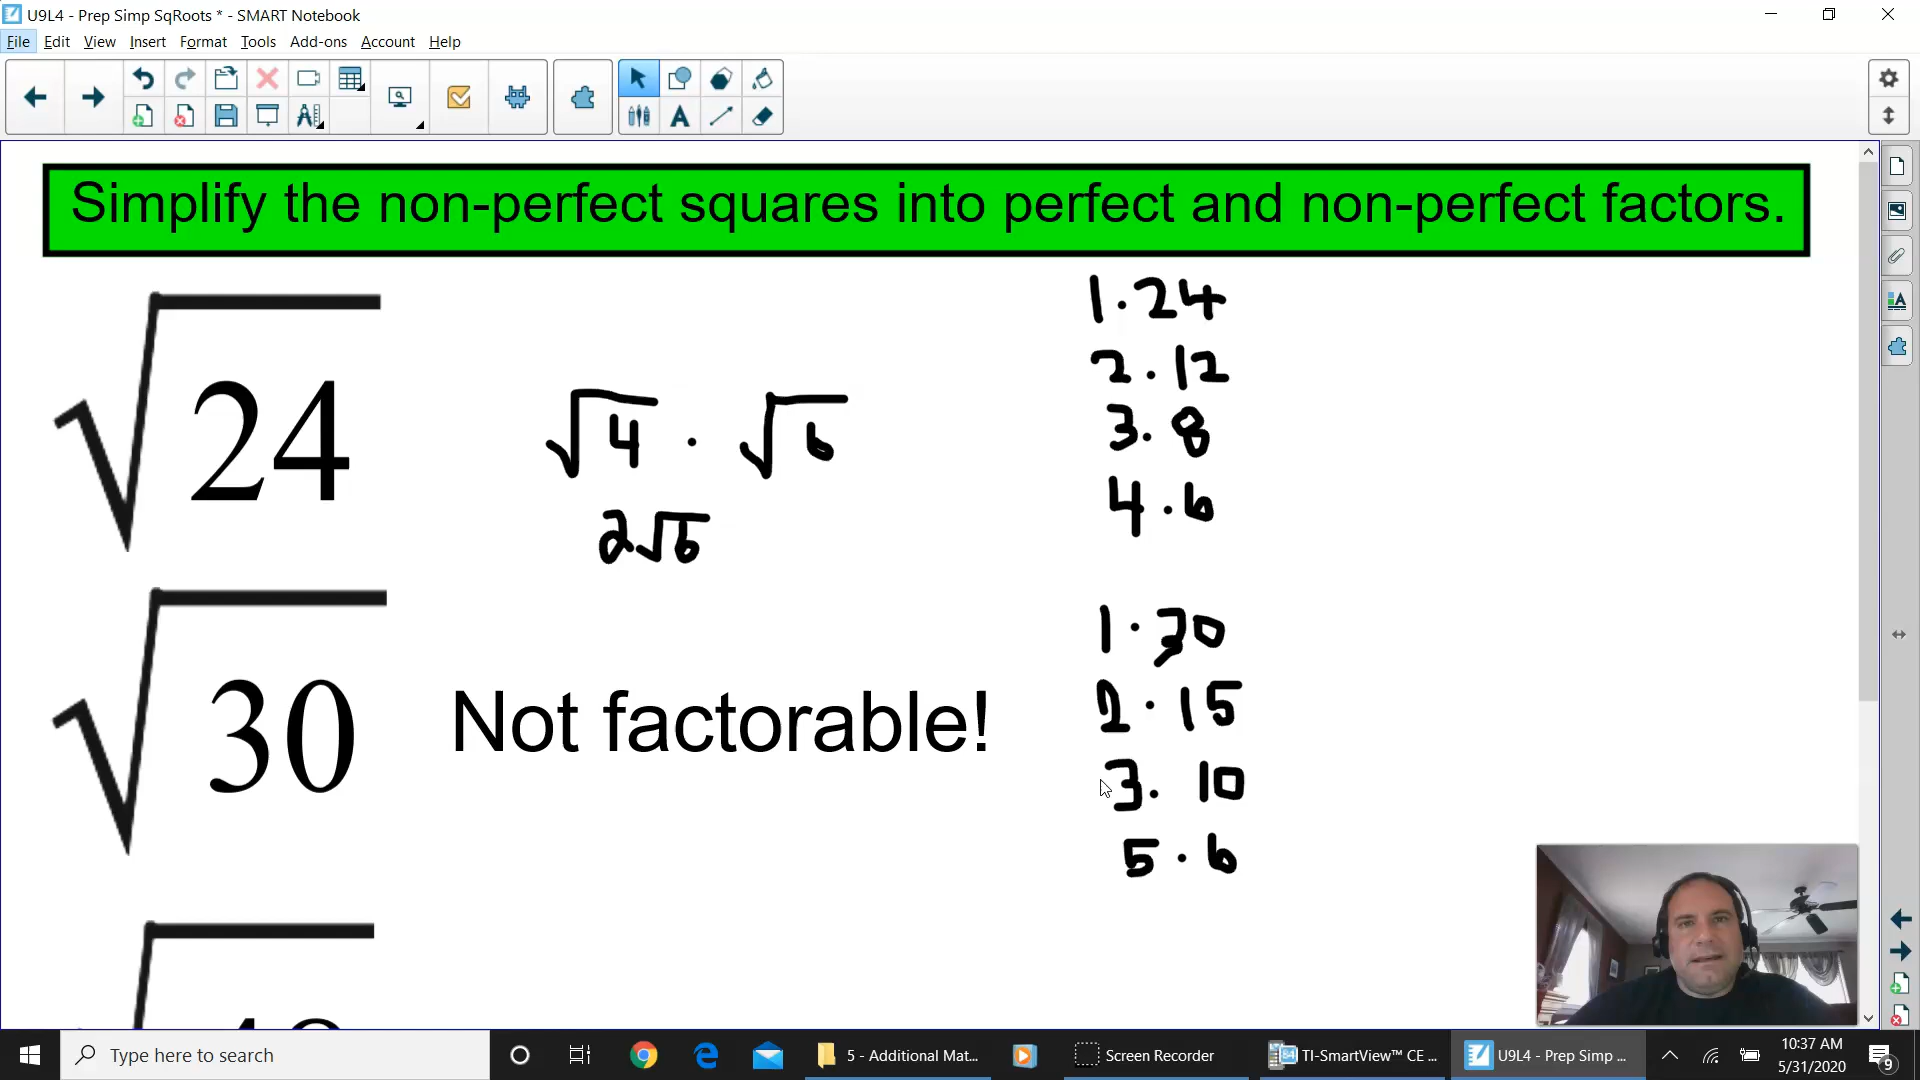 U9L4 - Prep Simp SqRoots * - SMART Notebook
File Edit View Insert Format Tools Add-ons Account Help
Simplify the non-perfect squares into perfect and non-perfect factors.
√24
√4 · √6
2√6
1 · 24
2 · 12
3 · 8
4 · 6
√30
Not factorable!
1 · 30
2 · 15
3 · 10
5 · 6
Type here to search
5 - Additional Mat...
Screen Recorder
84
TI-SmartView™ CE ...
U9L4 - Prep Simp ...
10:37 AM
5/31/2020
9